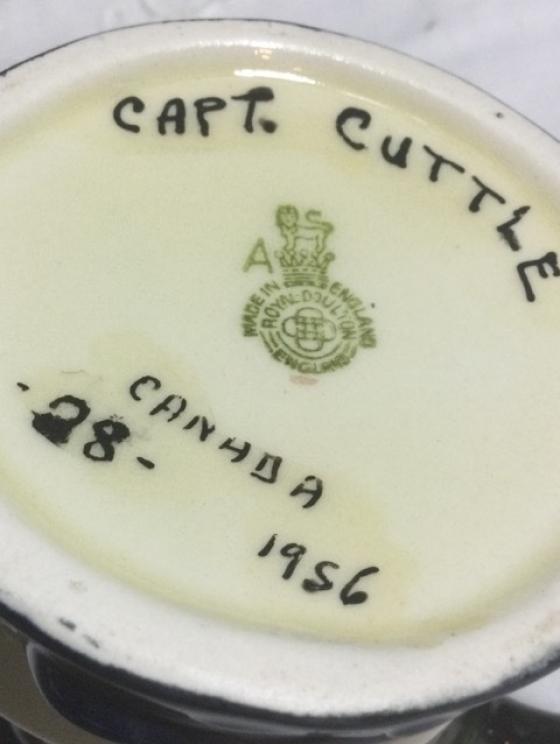 CAPT. CUTTLE
A
MADE IN ENGLAND
ROYAL·DOULTON
ENGLAND
CANADA
-28-
1956